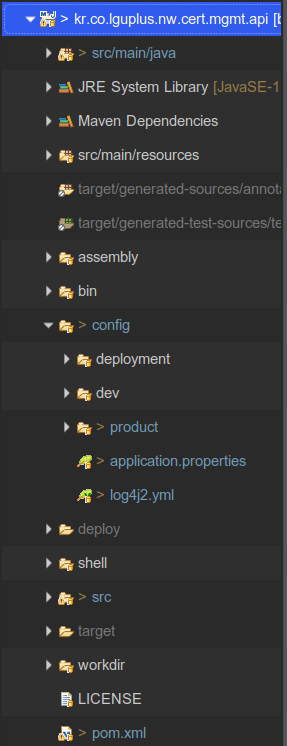 > kr.co.lguplus.nw.cert.mgmt.api [
> src/main/java
JRE System Library [JavaSE-1
Maven Dependencies
src/main/resources
target/generated-sources/annot
target/generated-test-sources/te
assembly
bin
> config
deployment
dev
> product
> application.properties
> log4j2.yml
deploy
shell
> src
target
workdir
LICENSE
> pom.xml